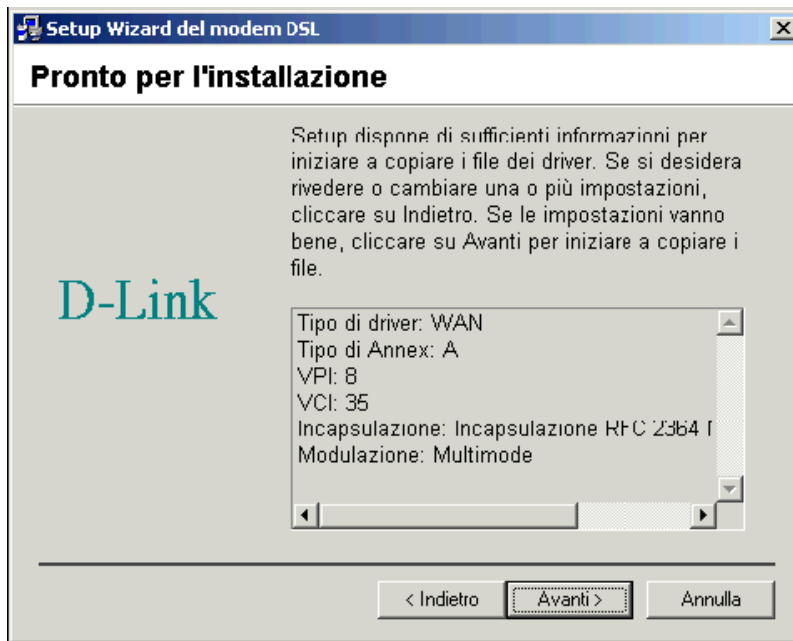 Setup Wizard del modem DSL
Pronto per l'installazione
Setup dispone di sufficienti informazioni per
iniziare a copiare i file dei driver. Se si desidera
rivedere o cambiare una o più impostazioni,
cliccare su Indietro. Se le impostazioni vanno
bene, cliccare su Avanti per iniziare a copiare i
file.
D-Link
Tipo di driver: WAN
Tipo di Annex: A
VPI: 8
VCI: 35
Incapsulazione: Incapsulazione RFC 2364
Modulazione: Multimode
< Indietro
Avanti >
Annulla